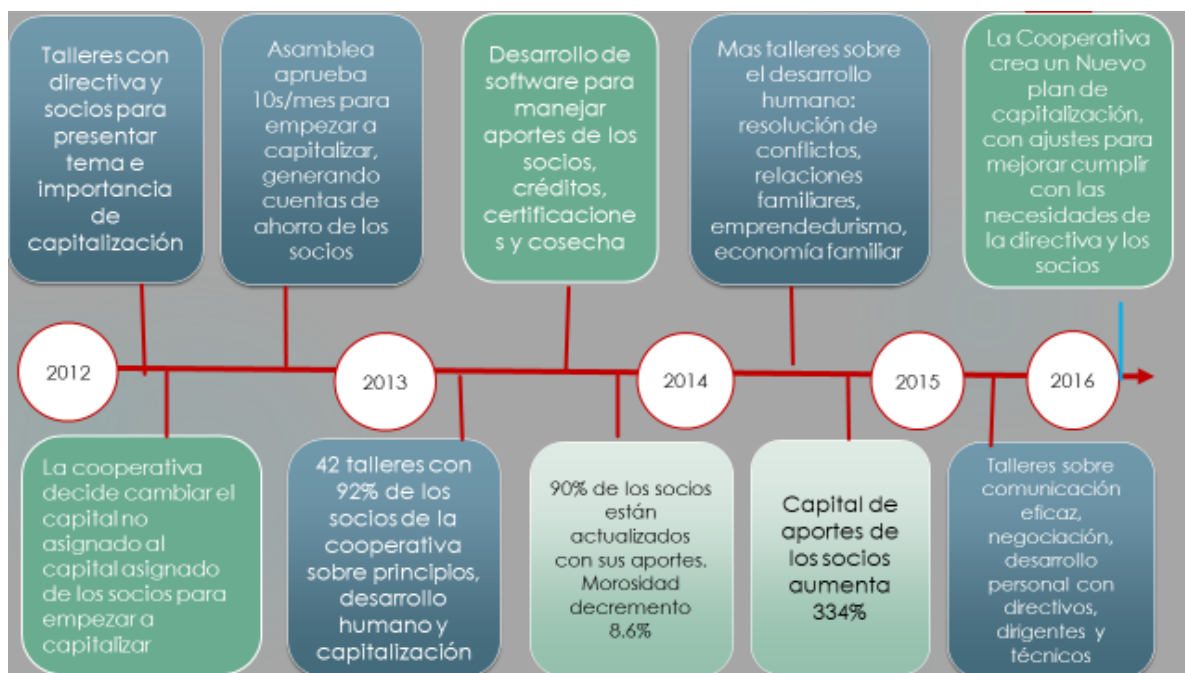 Talleres con
directiva y
socios para
presentar
tema e
importancia
de
capitalización
Asamblea
aprueba
10s/mes para
empezar a
capitalizar,
generando
cuentas de
ahorro de los
socios
Desarrollo de
software para
manejar
aportes de los
socios,
créditos,
certificacione
s y cosecha
Mas talleres sobre
el desarrollo
humano:
resolución de
conflictos,
relaciones
familiares,
emprendedurismo,
economía familiar
La Cooperativa
crea un Nuevo
plan de
capitalización,
con ajustes para
mejorar cumplir
con las
necesidades de
la directiva y los
socios
2012
2013
2014
2015
2016
La cooperativa
decide cambiar el
capital no
asignado al
capital asignado
de los socios para
empezar a
capitalizar
42 talleres con
92% de los
socios de la
cooperativa
sobre principios,
desarrollo
humano y
capitalización
90% de los socios
están
actualizados
con sus aportes.
Morosidad
decremento
8.6%
Capital de
aportes de
los socios
aumenta
334%
Talleres sobre
comunicación
eficaz,
negociación,
desarrollo
personal con
directivos,
dirigentes y
técnicos